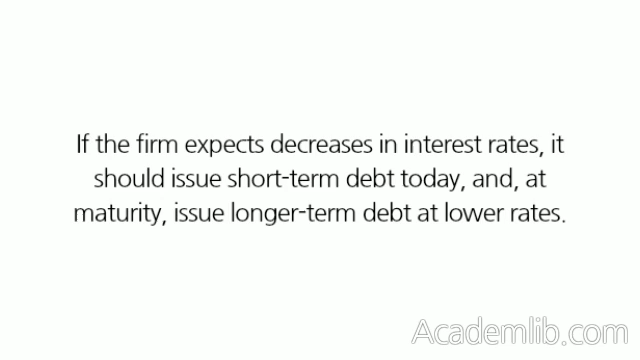 If the firm expects decreases in interest rates, it
should issue short-term debt today, and, at
maturity, issue longer-term debt at lower rates.
Academlib.com